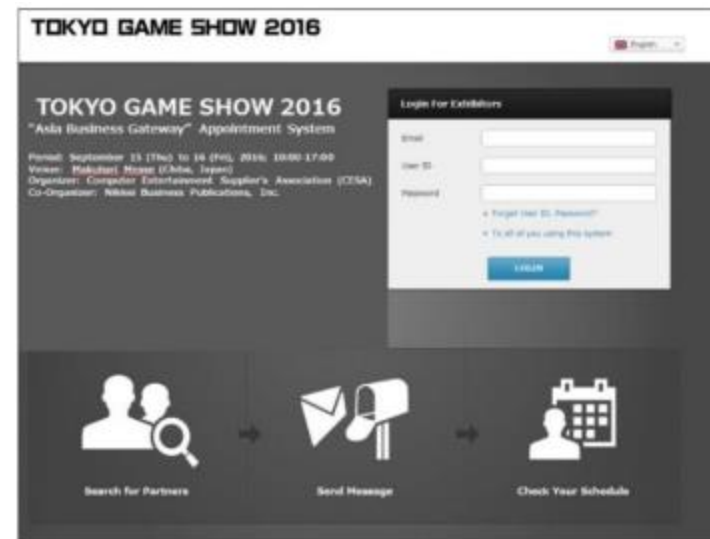 TOKYO GAME SHOW 2016
English
TOKYO GAME SHOW 2016
"Asia Business Gateway" Appointment System
Period: September 15 (Thu) to 16 (Fri), 2016; 10:00-17:00
Venue: Makuhari Messe (Chiba, Japan)
Organizer: Computer Entertainment Supplier's Association (CESA)
Co-Organizer: Nikkei Business Publications, Inc.
Login For Exhibitors
Email
User ID
Password
Forgot User ID, Password?
To all of you using this system
LOGIN
Search for Partners
Send Message
Check Your Schedule